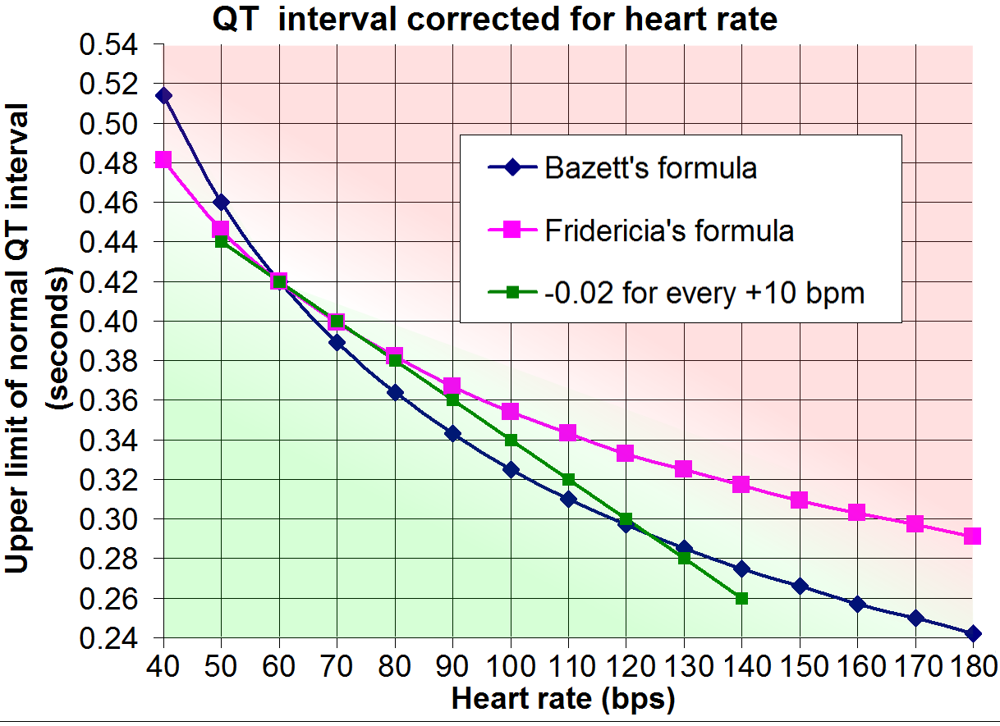 QT  interval corrected for heart rate
Upper limit of normal QT interval
(seconds)
0.54
0.52
0.50
0.48
0.46
0.44
0.42
0.40
0.38
0.36
0.34
0.32
0.30
0.28
0.26
0.24
Bazett's formula
Fridericia's formula
-0.02 for every +10 bpm
40 50 60 70 80 90 100 110 120 130 140 150 160 170 180
Heart rate (bps)